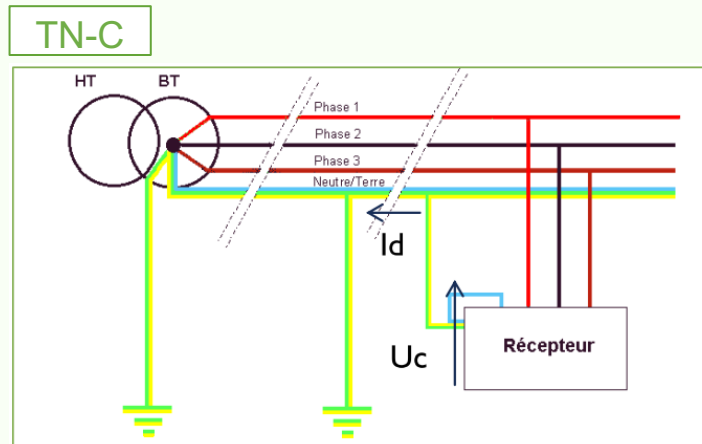 TN-C
HT BT
Phase 1
Phase 2
Phase 3
Neutre/Terre
Id
Uc
Récepteur